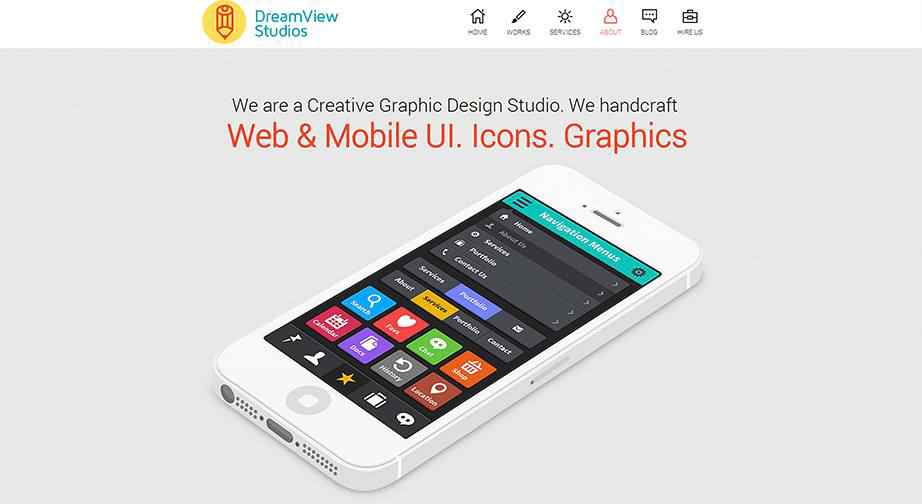 DreamView
Studios
HOME
WORKS
SERVICES
ABOUT
BLOG
HIRE US
We are a Creative Graphic Design Studio. We handcraft
Web & Mobile UI. Icons. Graphics
Navigation Menus
Home
About Us
Services
Portfolio
Contact Us
Services
Portfolio
About
Services
Portfolio
Contact
Search
Favs
Chat
Shop
Calendar
Docs
History
Location